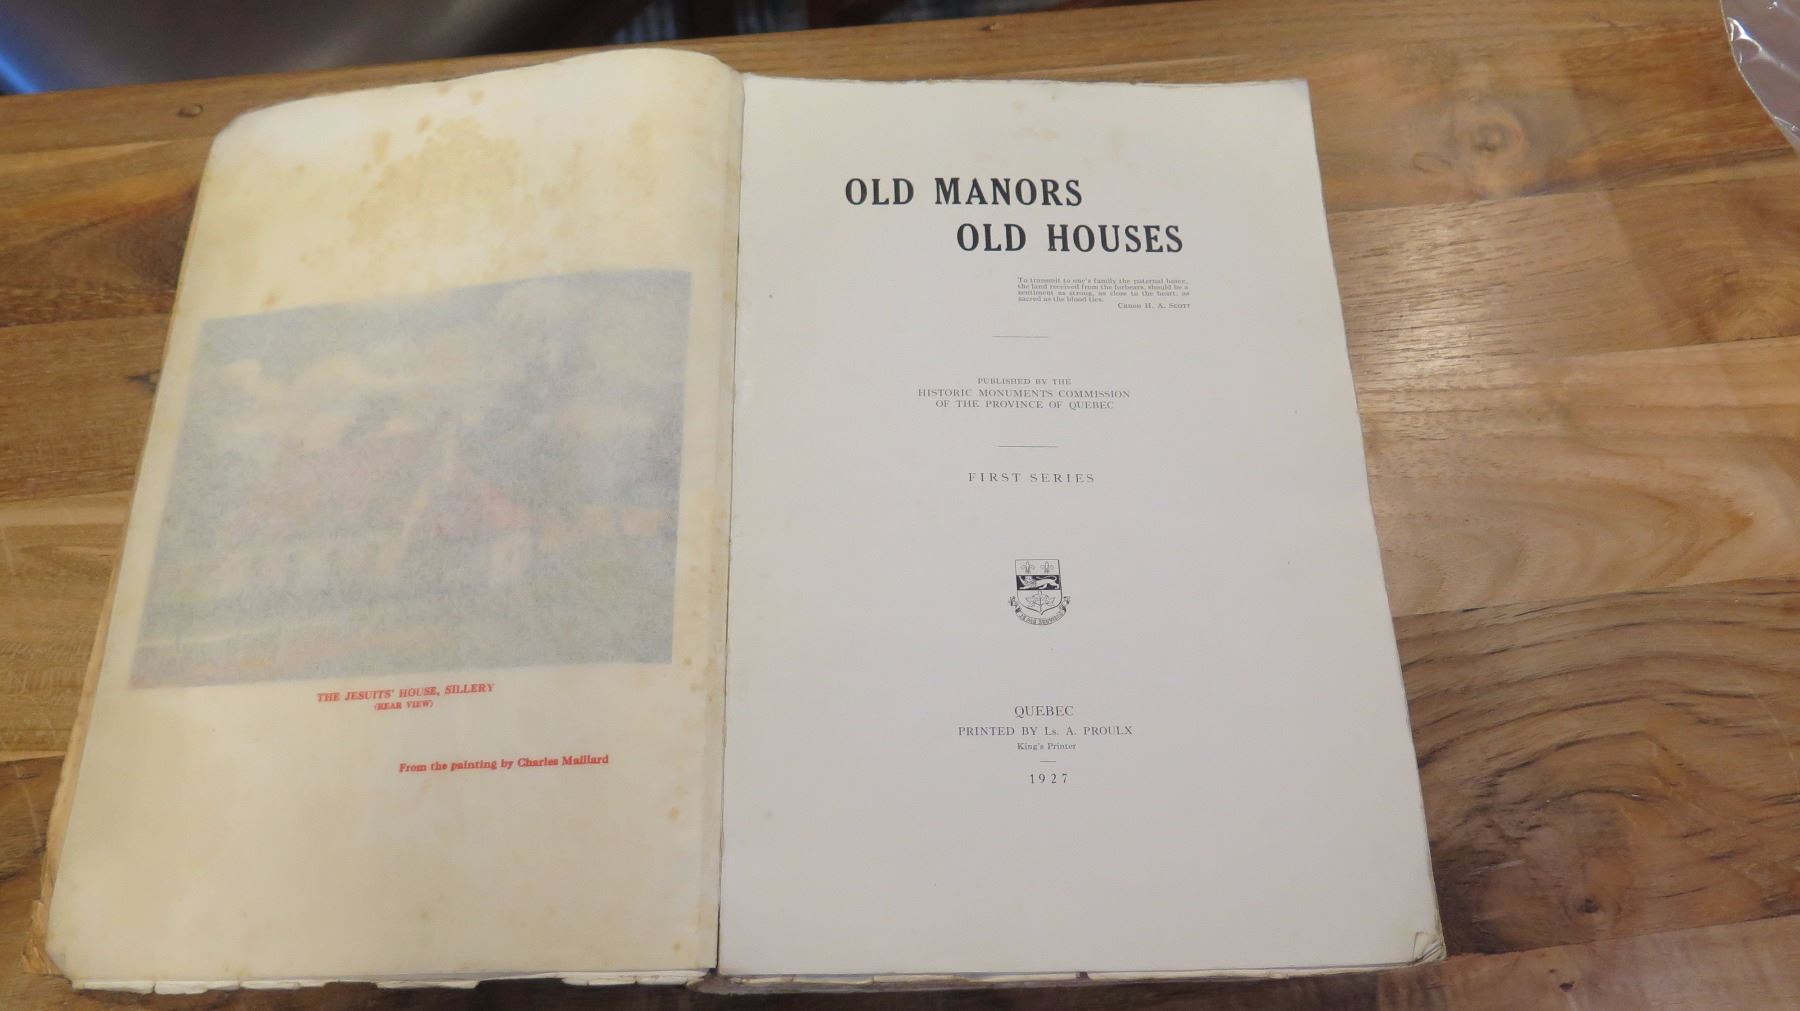 THE JESUITS' HOUSE, SILLERY
(REAR VIEW)
From the painting by Charles Maillard
OLD MANORS
OLD HOUSES
To transmit to one's family the paternal home,
the land received from the forbears, should be a
sentiment as strong, as close to the heart, as
sacred as the blood ties.
Canon H. A. SCOTT
PUBLISHED BY THE
HISTORIC MONUMENTS COMMISSION
OF THE PROVINCE OF QUEBEC
FIRST SERIES
QUEBEC
PRINTED BY Ls. A. PROULX
King's Printer
1927